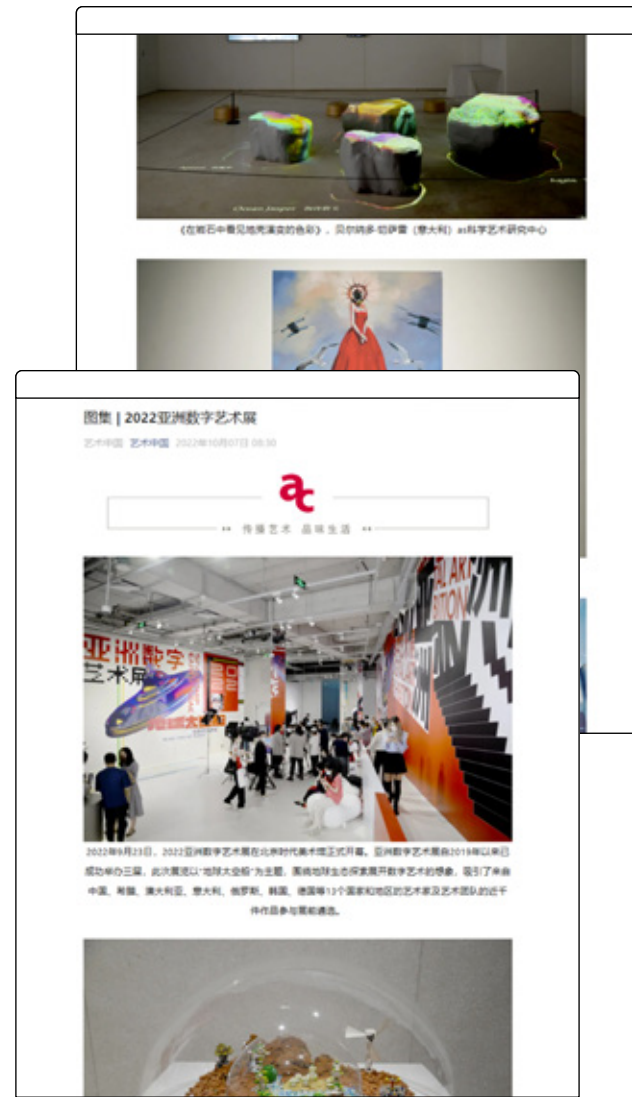 《在岩石中看见地壳演变的色彩》，贝尔纳多·切萨雷（意大利）as科学艺术研究中心
图集 | 2022亚洲数字艺术展
艺术中国 艺术中国 2022年10月07日 08:30
ac
传播艺术 品味生活
亚洲数字
艺术展
2022年9月23日，2022亚洲数字艺术展在北京时代美术馆正式开幕。亚洲数字艺术展自2019年以来已
成功举办三届，此次展览以“地球太空船”为主题，围绕地球生态探索展开数字艺术的想象，吸引了来自
中国、希腊、澳大利亚、意大利、俄罗斯、韩国、德国等13个国家和地区的艺术家及艺术团队的近千
件作品参与展前遴选。